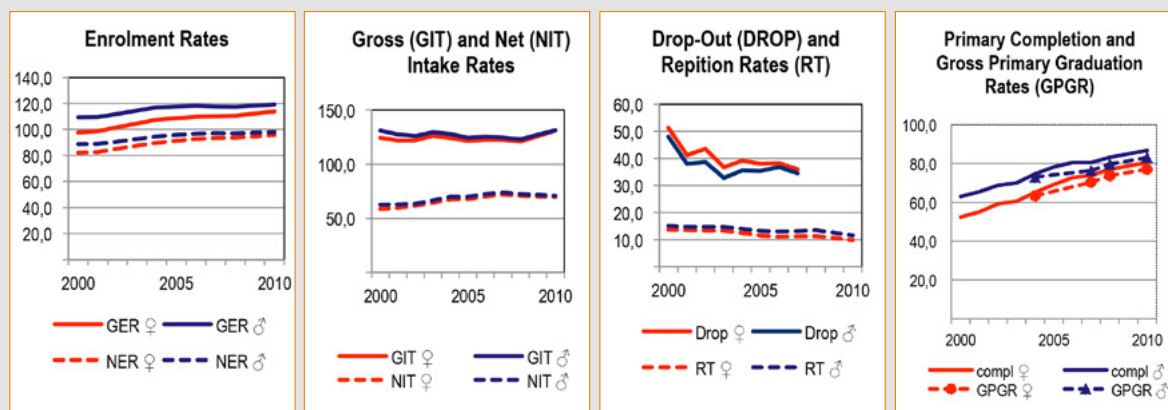 Enrolment Rates
140,0
120,0
100,0
80,0
60,0
40,0
20,0
2000 2005 2010
GER ♀ GER ♂
NER ♀ NER ♂
Gross (GIT) and Net (NIT)
Intake Rates
150,0
100,0
50,0
2000 2005 2010
GIT ♀ GIT ♂
NIT ♀ NIT ♂
Drop-Out (DROP) and
Repition Rates (RT)
60,0
50,0
40,0
30,0
20,0
10,0
2000 2005 2010
Drop ♀ Drop ♂
RT ♀ RT ♂
Primary Completion and
Gross Primary Graduation
Rates (GPGR)
100,0
80,0
60,0
40,0
20,0
2000 2005 2010
compl ♀ compl ♂
GPGR ♀ GPGR ♂